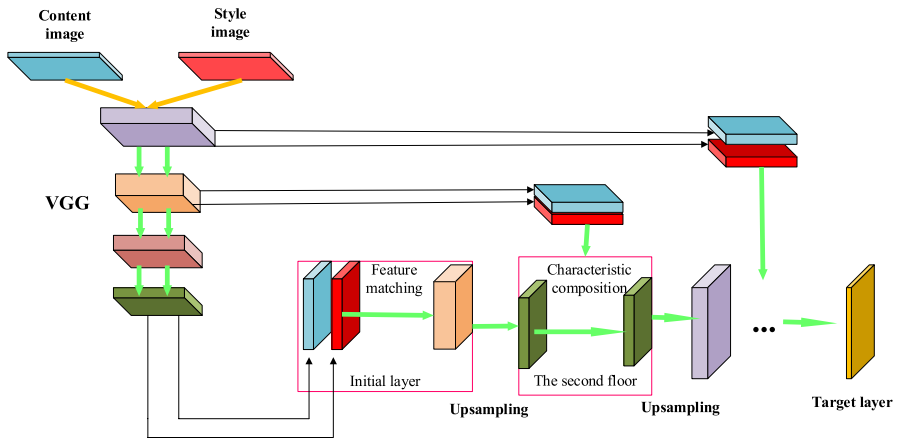 Content
image
Style
image
VGG
Feature
matching
Characteristic
composition
...
Initial layer
The second floor
Upsampling
Upsampling
Target layer